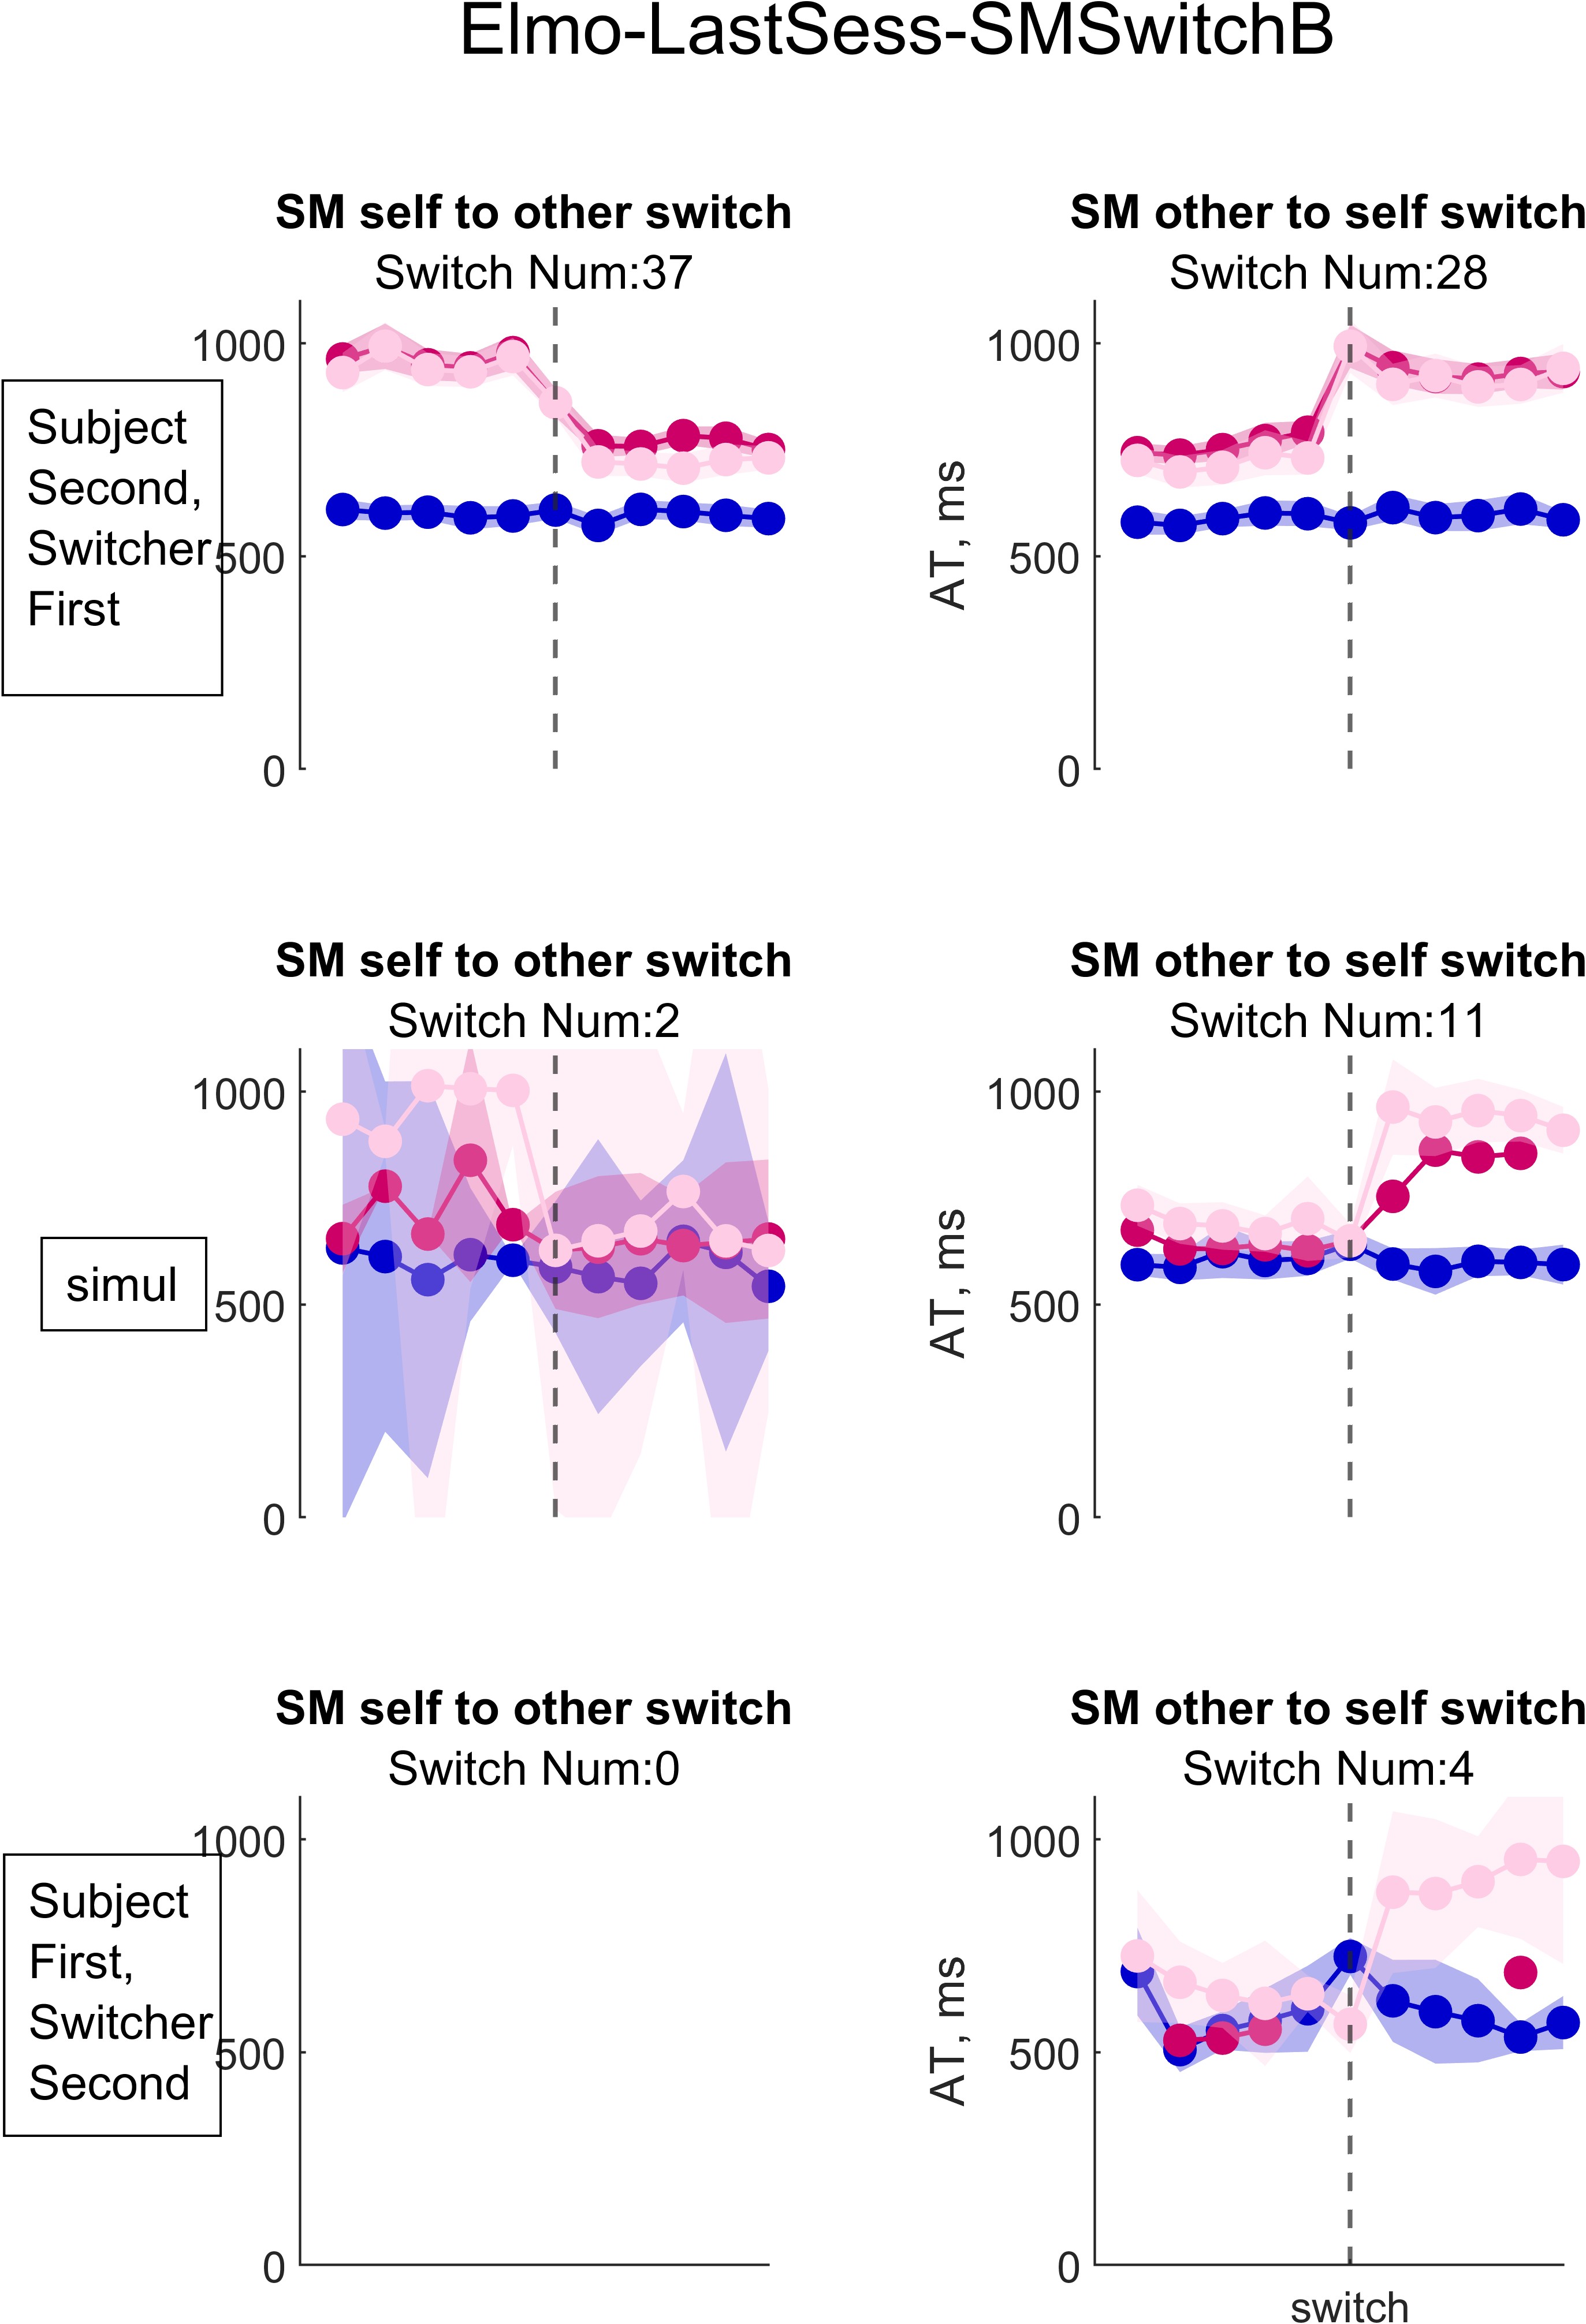 Elmo-LastSess-SMSwitchB
SM self to other switch
Switch Num:37
1000
500
0
SM other to self switch
Switch Num:28
AT, ms
1000
500
0
Subject
Second,
Switcher
First
SM self to other switch
Switch Num:2
1000
500
0
SM other to self switch
Switch Num:11
AT, ms
1000
500
0
simul
SM self to other switch
Switch Num:0
1000
500
0
SM other to self switch
Switch Num:4
AT, ms
1000
500
0
switch
Subject
First,
Switcher
Second